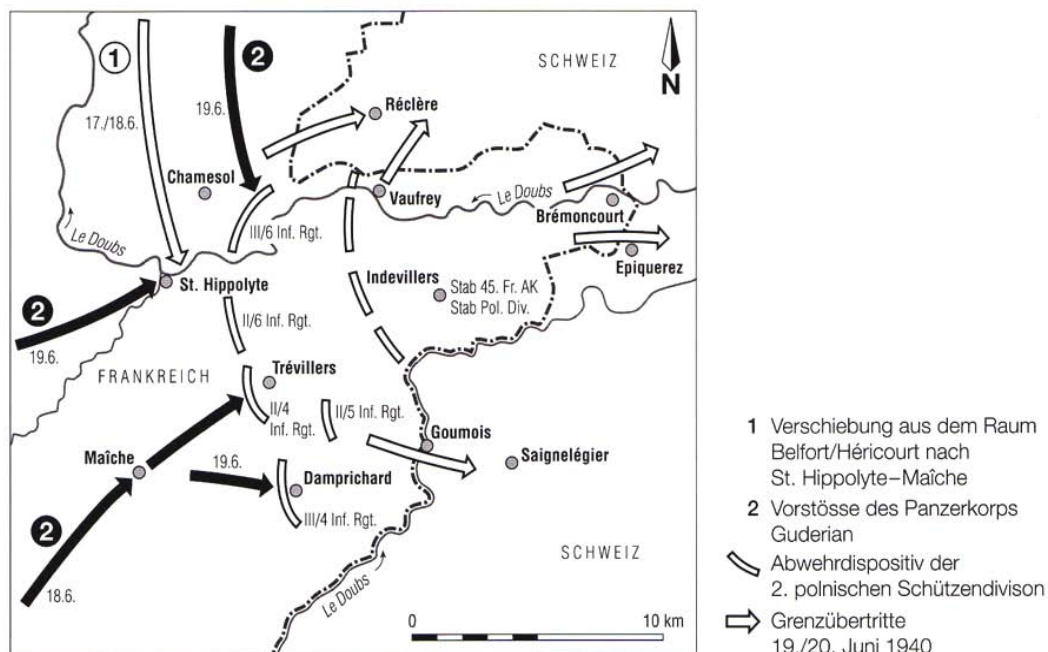 1
2
N
SCHWEIZ
17./18.6.
19.6.
Réclère
Chamesol
Vaufrey
Le Doubs
Brémoncourt
Le Doubs
III/6 Inf. Rgt.
Epiquerez
St. Hippolyte
Indevillers
Stab 45. Fr. AK
Stab Pol. Div.
2
II/6 Inf. Rgt.
19.6.
FRANKREICH
Trévillers
II/4
Inf. Rgt.
II/5 Inf. Rgt.
Goumois
Saignelégier
Maîche
19.6.
Damprichard
III/4 Inf. Rgt.
2
18.6.
SCHWEIZ
Le Doubs
0
10 km
1 Verschiebung aus dem Raum
Belfort/Héricourt nach
St. Hippolyte–Maîche
2 Vorstösse des Panzerkorps
Guderian
Abwehrdispositiv der
2. polnischen Schützendivison
Grenzübertritte
19./20. Juni 1940